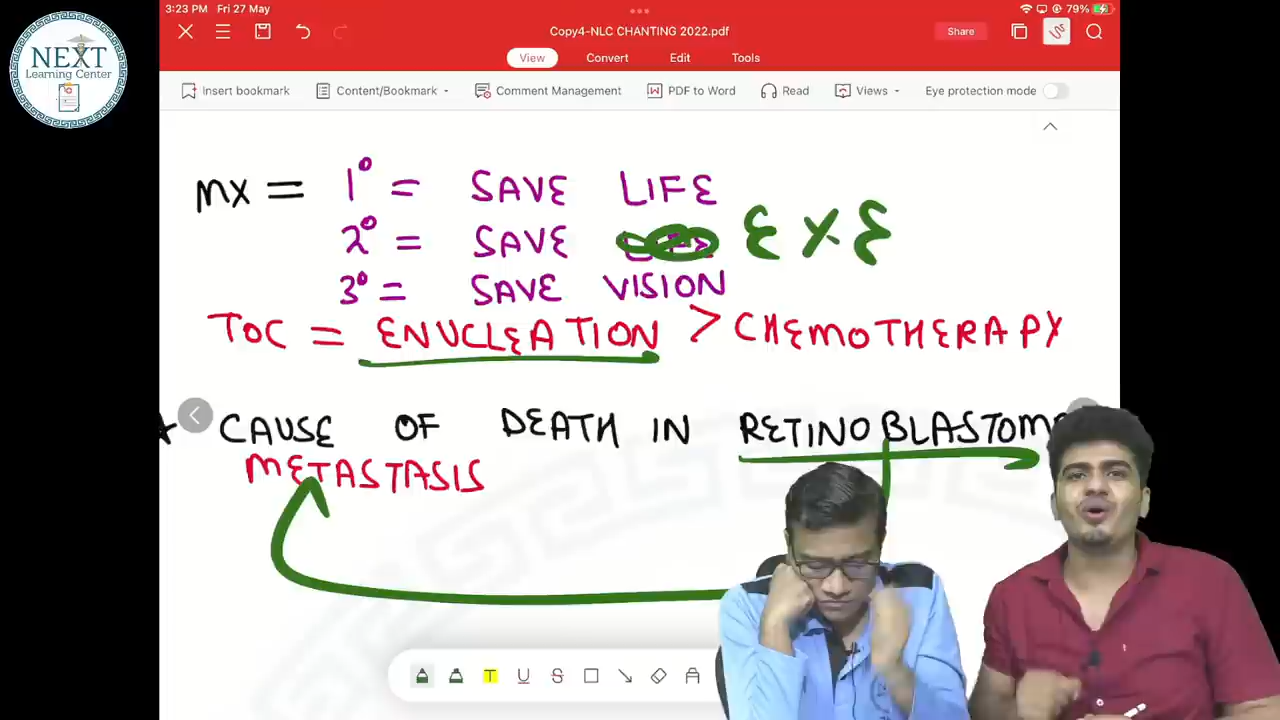 3:23 PM Fri 27 May
79%
NEXT
Learning Center
Copy4-NLC CHANTING 2022.pdf
Share
View Convert Edit Tools
Insert bookmark Content/Bookmark Comment Management PDF to Word Read Views Eye protection mode
MX = 1° = SAVE LIFE
2° = SAVE EYE
3° = SAVE VISION
TOC = ENUCLEATION > CHEMOTHERAPY
CAUSE OF DEATH IN RETINOBLASTOM
METASTASIS
T U S